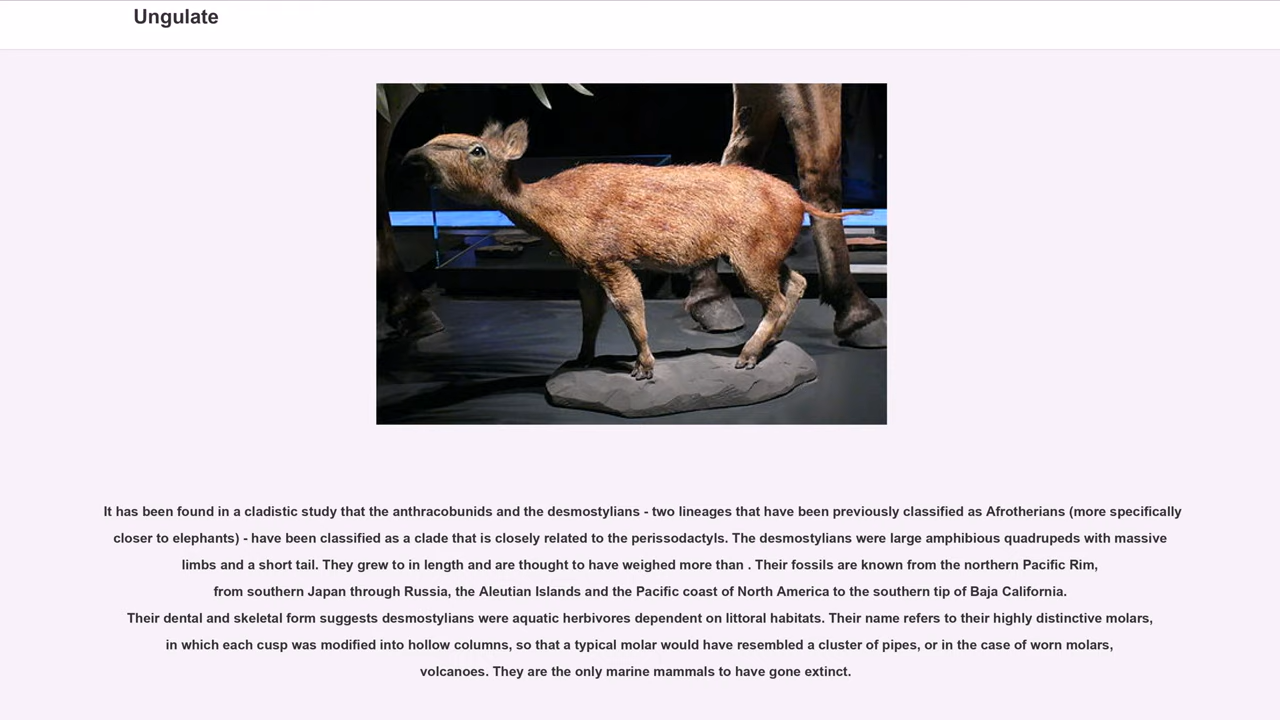 Ungulate
It has been found in a cladistic study that the anthracobunids and the desmostylians - two lineages that have been previously classified as Afrotherians (more specifically
closer to elephants) - have been classified as a clade that is closely related to the perissodactyls. The desmostylians were large amphibious quadrupeds with massive
limbs and a short tail. They grew to in length and are thought to have weighed more than . Their fossils are known from the northern Pacific Rim,
from southern Japan through Russia, the Aleutian Islands and the Pacific coast of North America to the southern tip of Baja California.
Their dental and skeletal form suggests desmostylians were aquatic herbivores dependent on littoral habitats. Their name refers to their highly distinctive molars,
in which each cusp was modified into hollow columns, so that a typical molar would have resembled a cluster of pipes, or in the case of worn molars,
volcanoes. They are the only marine mammals to have gone extinct.